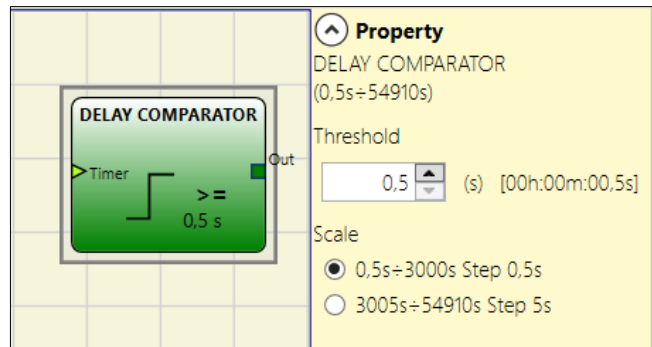 DELAY COMPARATOR
Timer
Out
>=
0,5 s
Property
DELAY COMPARATOR
(0,5s÷54910s)
Threshold
0,5 (s) [00h:00m:00,5s]
Scale
0,5s÷3000s Step 0,5s
3005s÷54910s Step 5s